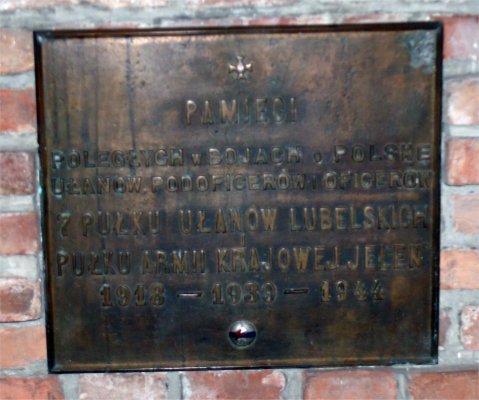 PAMIĘCI
POLEGŁYCH W BOJACH O POLSKĘ
UŁANÓW, PODOFICERÓW I OFICERÓW
7 PUŁKU UŁANÓW LUBELSKICH
I
PUŁKU ARMII KRAJOWEJ „JELEŃ”
1918 — 1939 — 1944